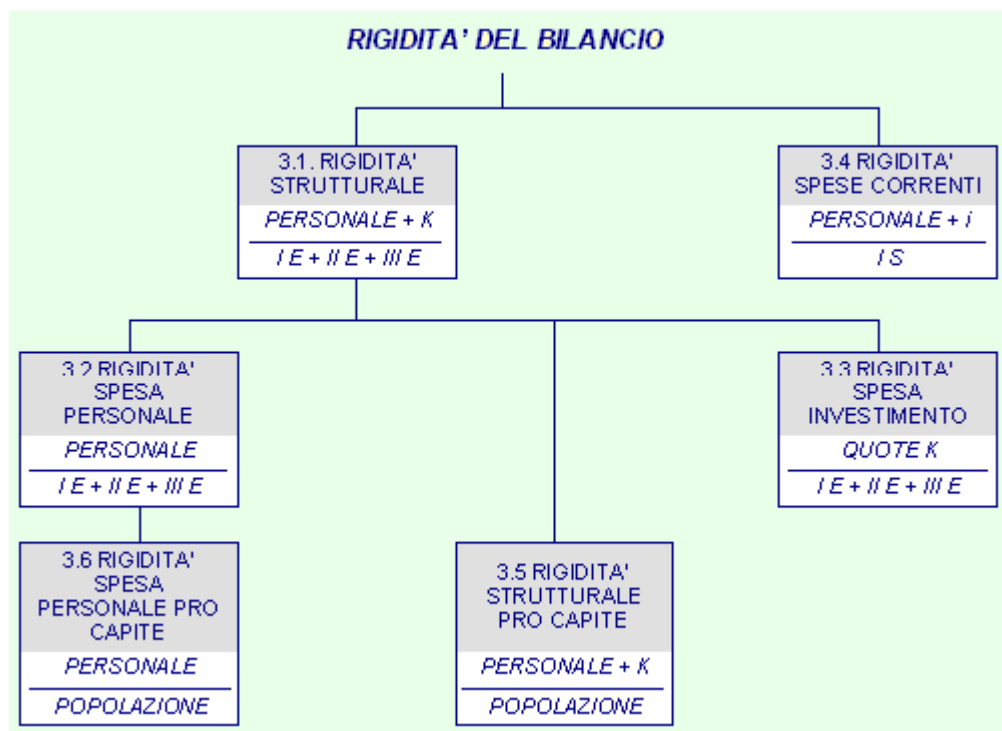 RIGIDITA' DEL BILANCIO
3.1. RIGIDITA'
STRUTTURALE
PERSONALE + K
I E + II E + III E
3.4 RIGIDITA'
SPESE CORRENTI
PERSONALE + i
I S
3.2 RIGIDITA'
SPESA
PERSONALE
PERSONALE
I E + II E + III E
3.3 RIGIDITA'
SPESA
INVESTIMENTO
QUOTE K
I E + II E + III E
3.6 RIGIDITA'
SPESA
PERSONALE PRO
CAPITE
PERSONALE
POPOLAZIONE
3.5 RIGIDITA'
STRUTTURALE
PRO CAPITE
PERSONALE + K
POPOLAZIONE